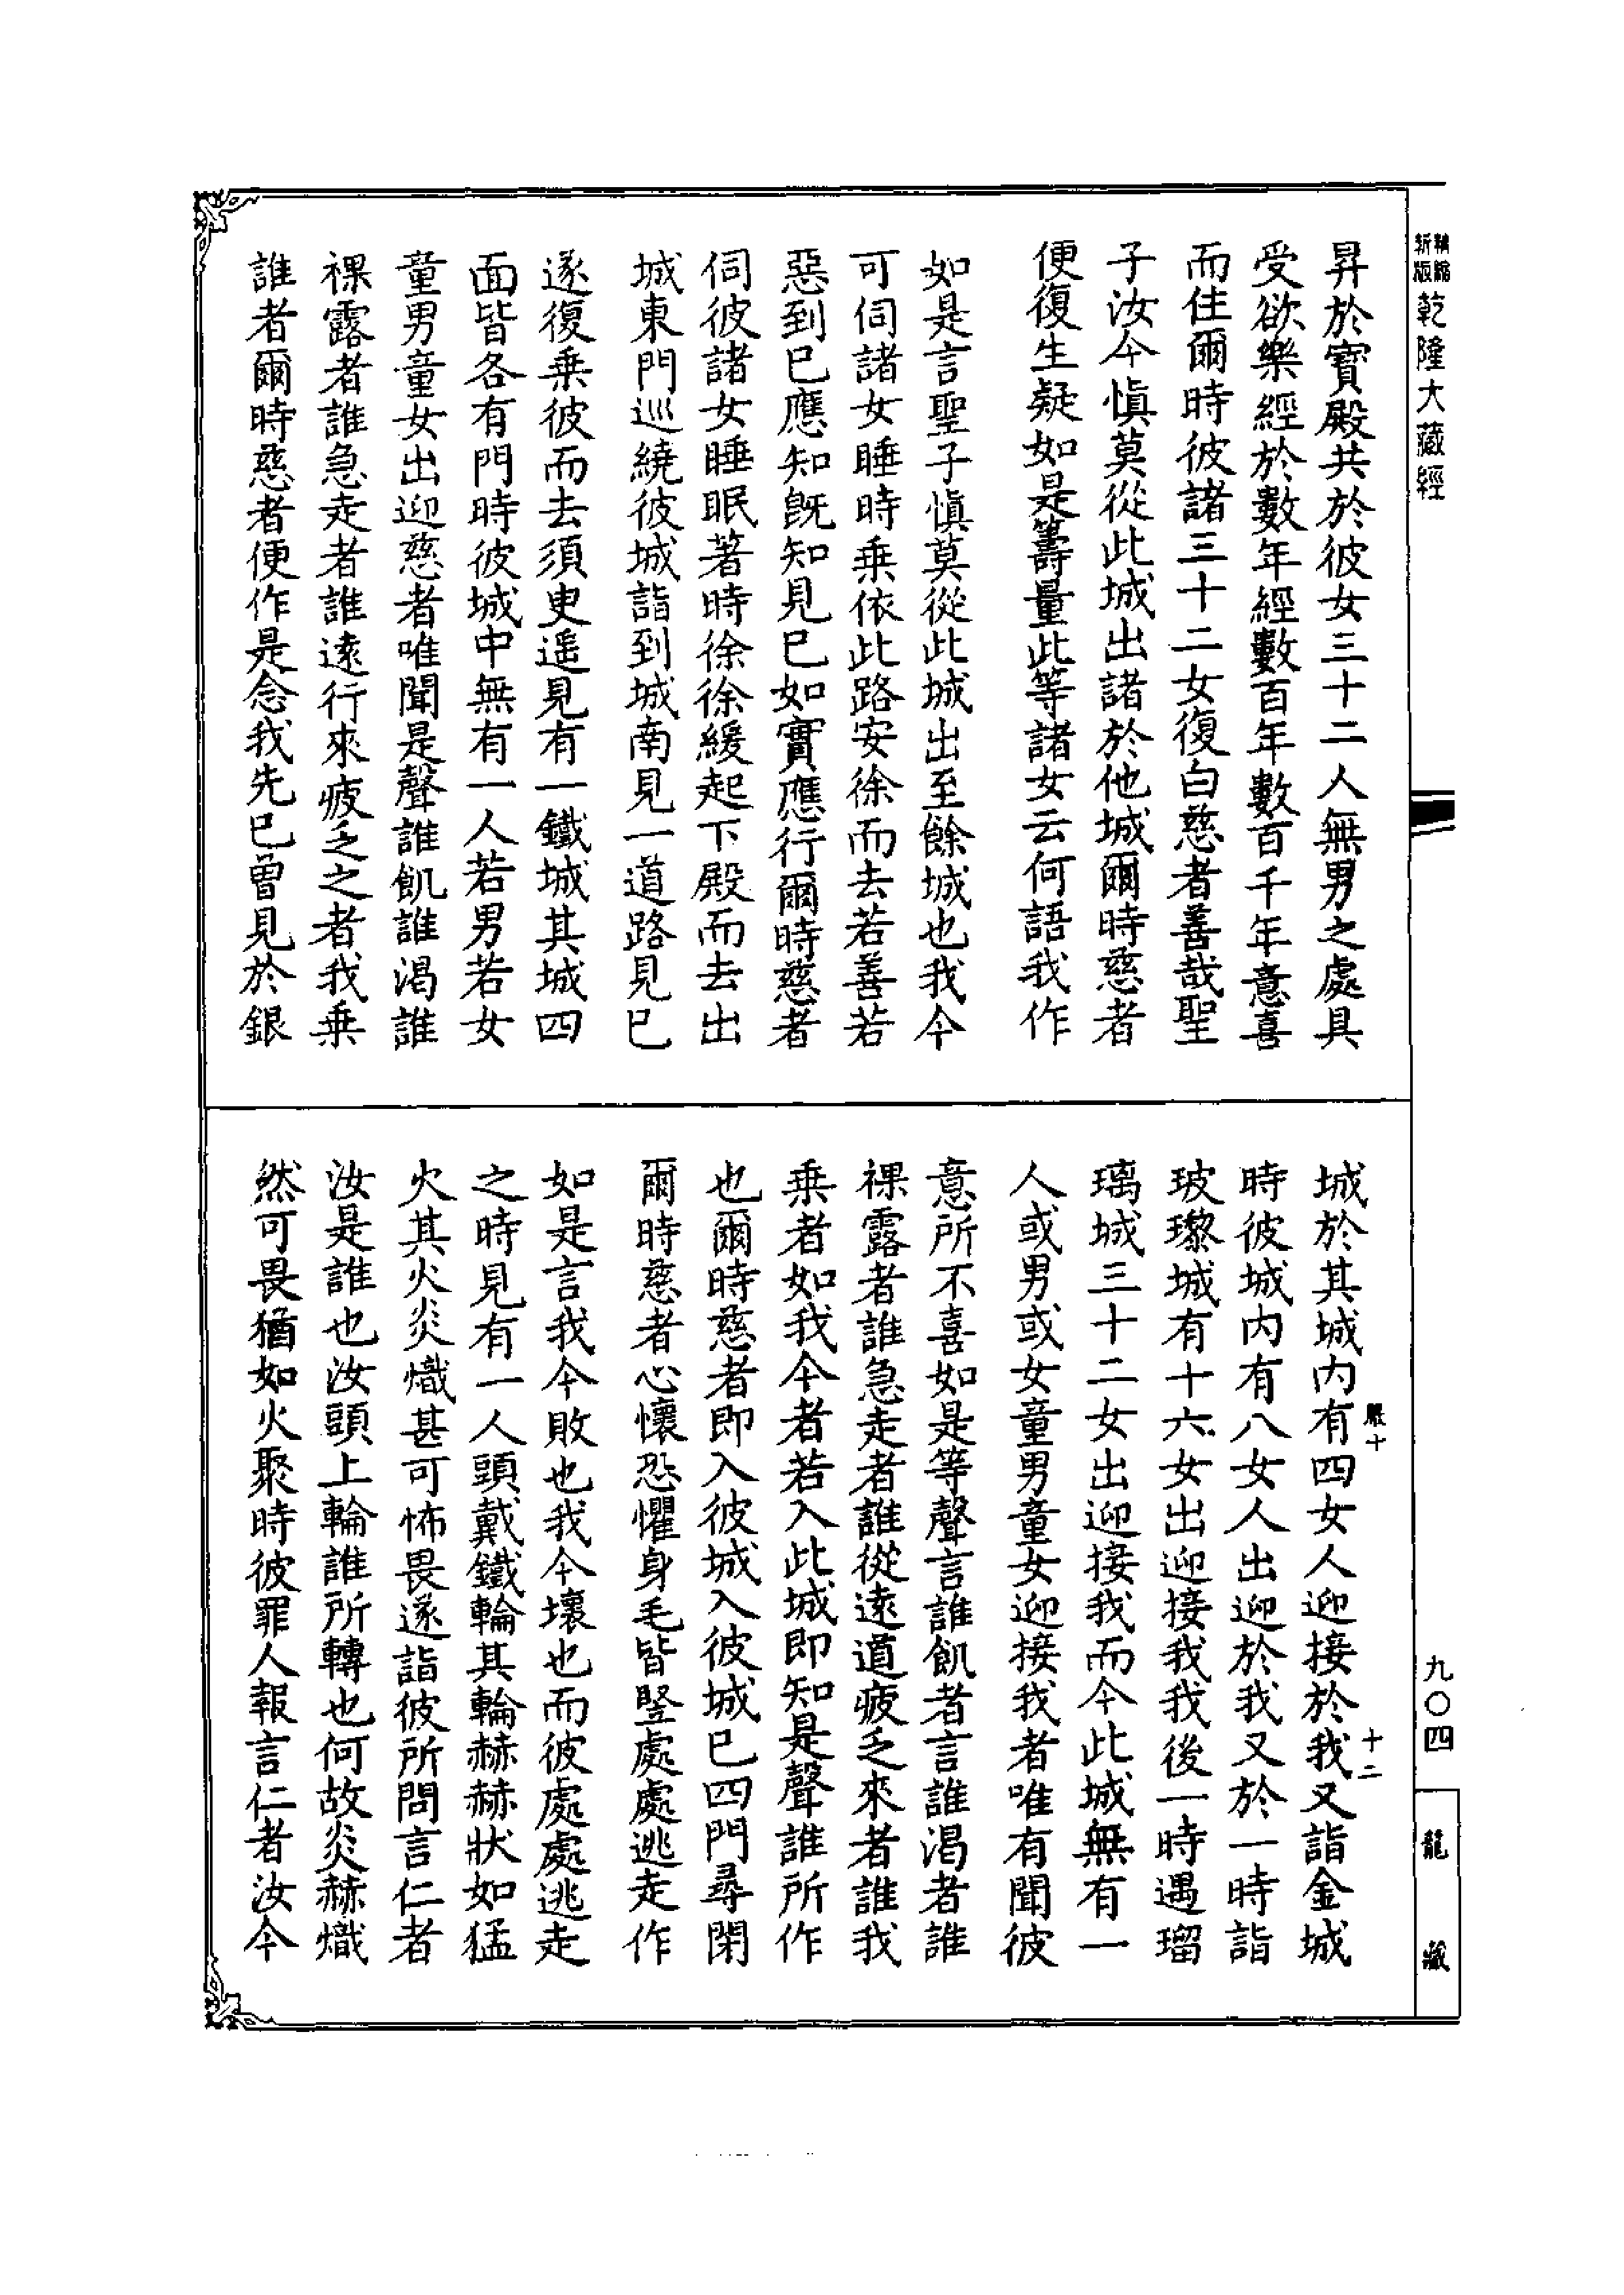 精縮
新版
乾隆大藏經
昇於寶殿共於彼女三十二人無男之處具
受欲樂經於數年經數百年數百千年意喜
而住爾時彼諸三十二女復白慈者善哉聖
子汝今慎莫從此城出諸於他城爾時慈者
便復生疑如是籌量此等諸女云何語我作
如是言聖子慎莫從此城出至餘城也我今
可伺諸女睡時乘依此路安徐而去若善若
惡到已應知旣知見已如實應行爾時慈者
伺彼諸女睡眠著時徐徐緩起下殿而去出
城東門巡繞彼城詣到城南見一道路見已
遂復乘彼而去須臾遥見有一鐵城其城四
面皆各有門時彼城中無有一人若男若女
童男童女出迎慈者唯聞是聲誰飢誰渴誰
裸露者誰急走者誰遠行來疲乏之者我乘
誰者爾時慈者便作是念我先已曾見於銀
城於其城内有四女人迎接於我又詣金城
時彼城内有八女人出迎於我又於一時詣
玻瓈城有十六女出迎接我我後一時遇瑠
璃城三十二女出迎接我而今此城無有一
人或男或女童男童女迎接我者唯有聞彼
意所不喜如是等聲言誰飢者言誰渴者誰
裸露者誰急走者誰從遠道疲乏來者誰我
乘者如我今者若入此城即知是聲誰所作
也爾時慈者即入彼城入彼城已四門尋閉
爾時慈者心懷恐懼身毛皆豎處處逃走作
如是言我今敗也我今壞也而彼處處逃走
之時見有一人頭戴鐵輪其輪赫赫狀如猛
火其火炎熾甚可怖畏遂詣彼所問言仁者
汝是誰也汝頭上輪誰所轉也何故炎赫熾
然可畏猶如火聚時彼罪人報言仁者汝今
嚴十
十二
九〇四
龍藏